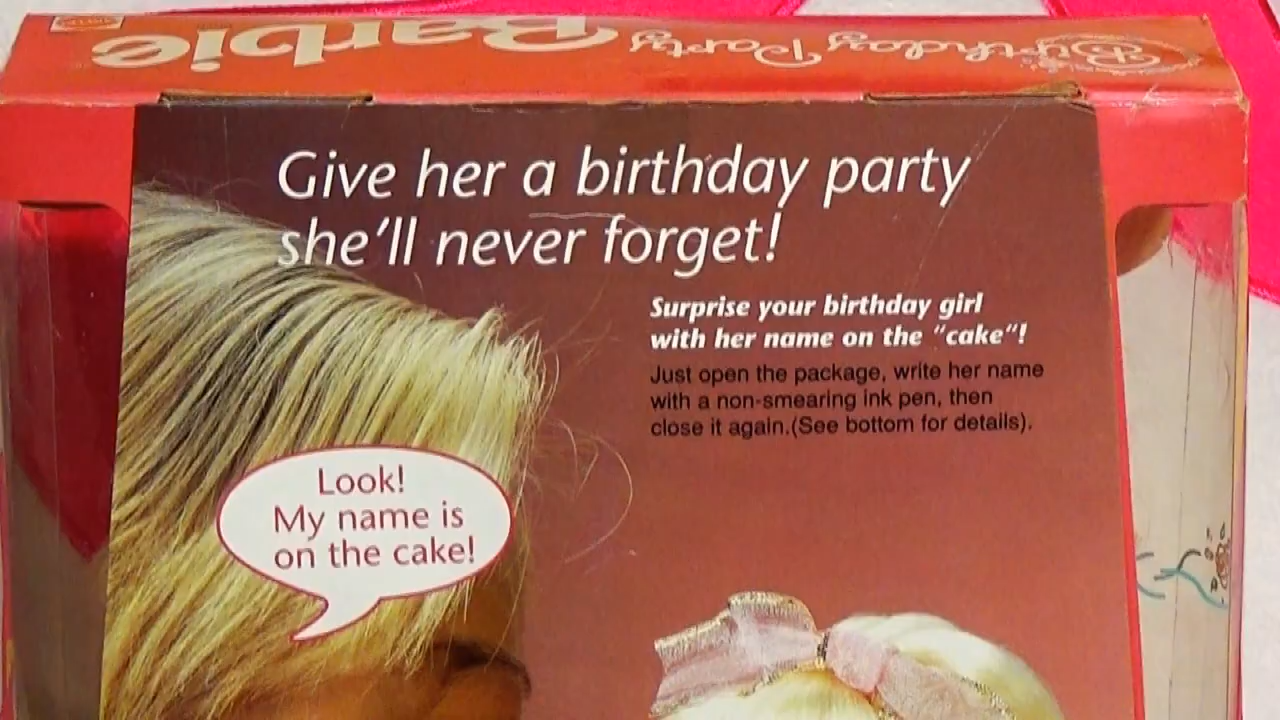 Birthday Party Barbie
Give her a birthday party
she'll never forget!
Surprise your birthday girl
with her name on the "cake"!
Just open the package, write her name
with a non-smearing ink pen, then
close it again.(See bottom for details).
Look!
My name is
on the cake!